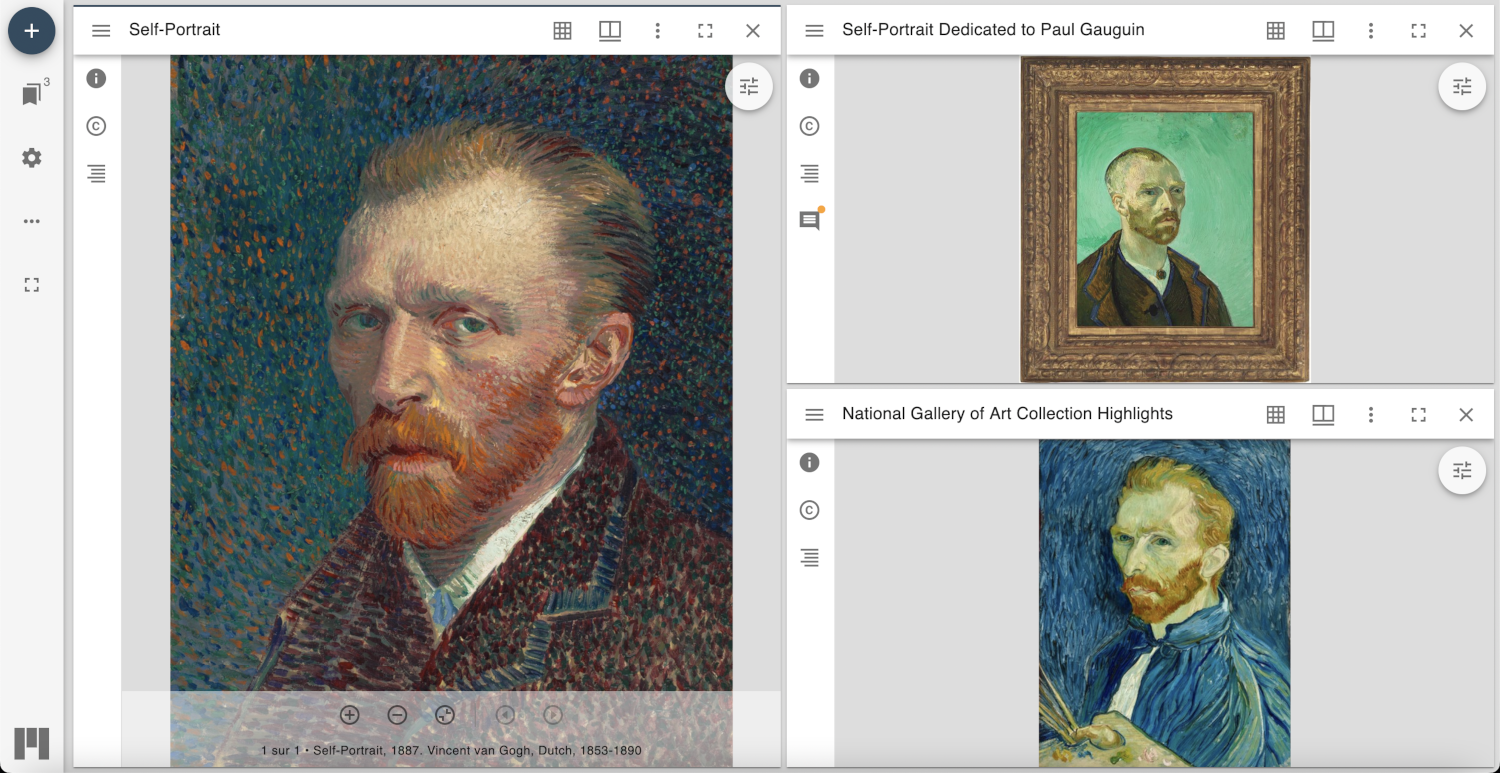 3
Self-Portrait
1 sur 1 • Self-Portrait, 1887. Vincent van Gogh, Dutch, 1853-1890
Self-Portrait Dedicated to Paul Gauguin
National Gallery of Art Collection Highlights